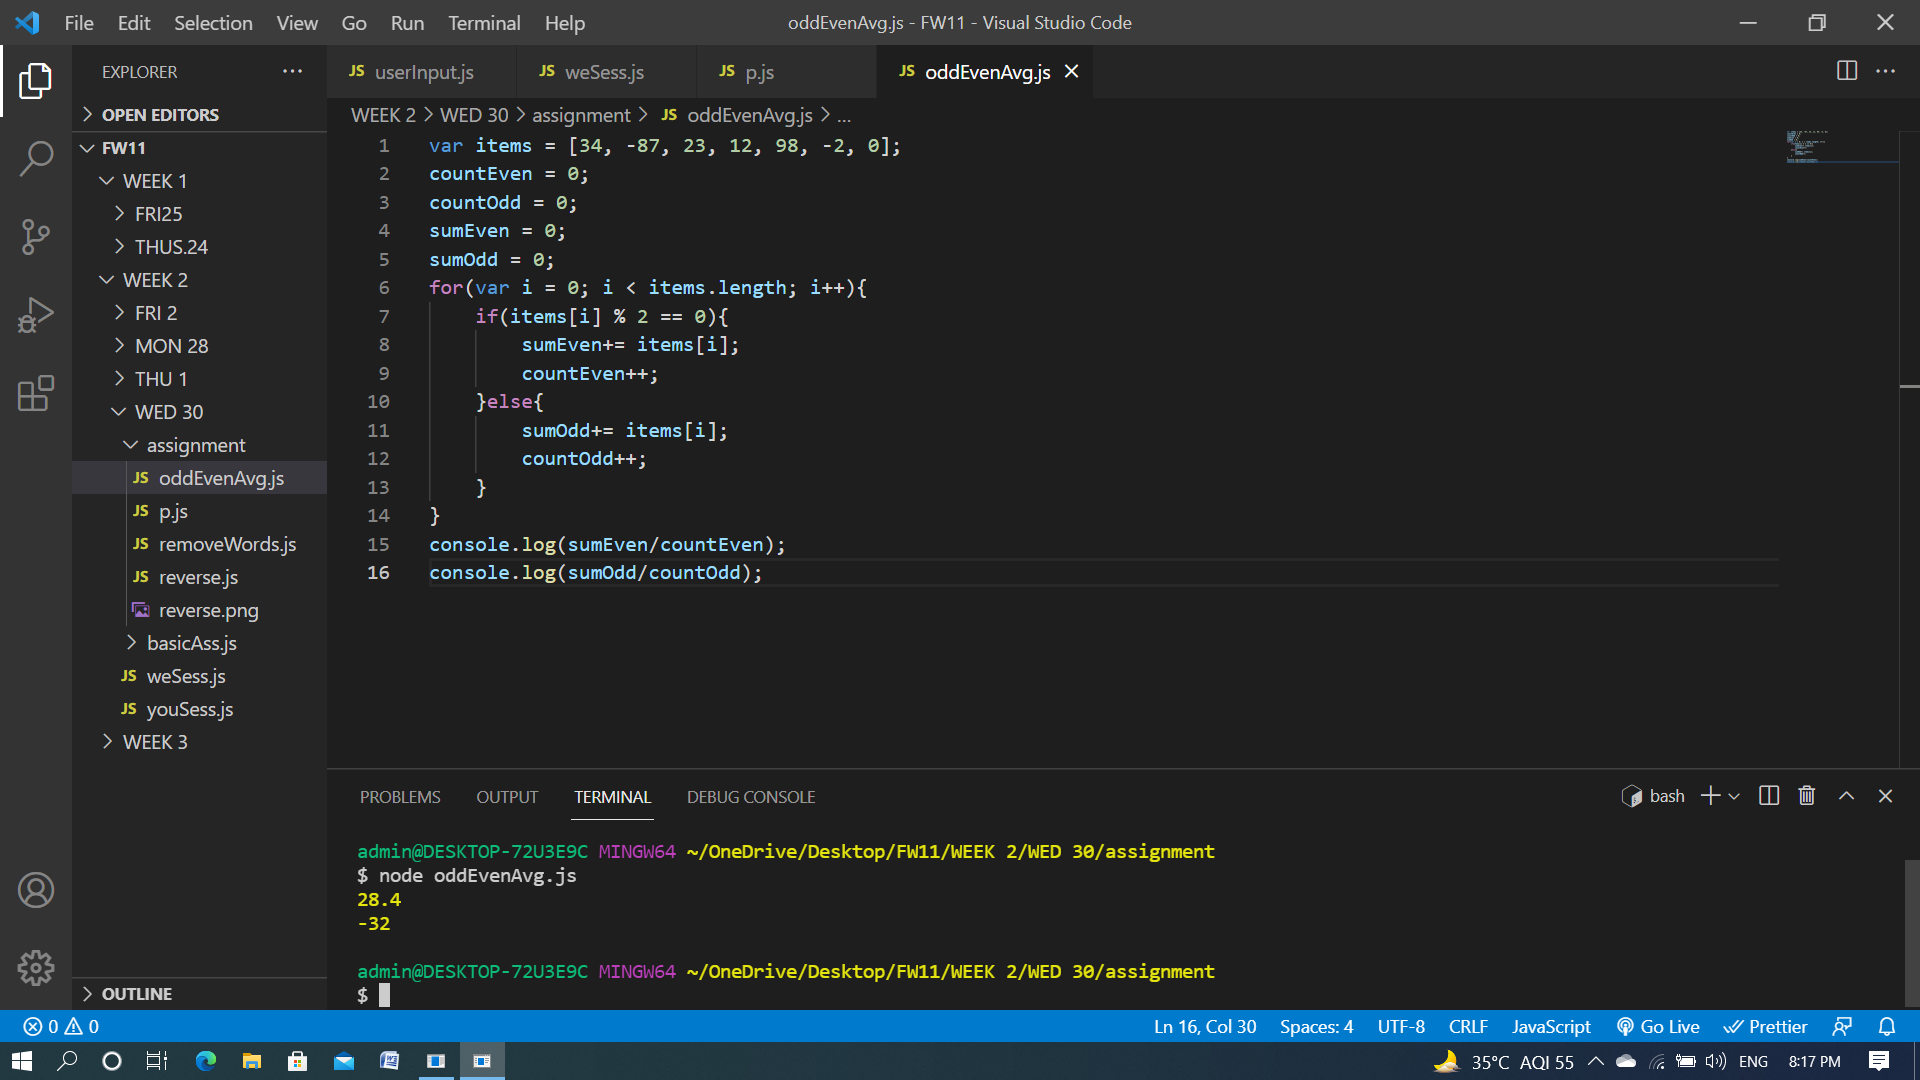 File Edit Selection View Go Run Terminal Help
oddEvenAvg.js - FW11 - Visual Studio Code
EXPLORER
OPEN EDITORS
FW11
WEEK 1
FRI25
THUS.24
WEEK 2
FRI 2
MON 28
THU 1
WED 30
assignment
JS oddEvenAvg.js
JS p.js
JS removeWords.js
JS reverse.js
reverse.png
basicAss.js
JS weSess.js
JS youSess.js
WEEK 3
OUTLINE
JS userInput.js JS weSess.js JS p.js JS oddEvenAvg.js
WEEK 2 > WED 30 > assignment > JS oddEvenAvg.js > ...
1 var items = [34, -87, 23, 12, 98, -2, 0];
2 countEven = 0;
3 countOdd = 0;
4 sumEven = 0;
5 sumOdd = 0;
6 for(var i = 0; i < items.length; i++){
7 if(items[i] % 2 == 0){
8 sumEven+= items[i];
9 countEven++;
10 }else{
11 sumOdd+= items[i];
12 countOdd++;
13 }
14 }
15 console.log(sumEven/countEven);
16 console.log(sumOdd/countOdd);
PROBLEMS OUTPUT TERMINAL DEBUG CONSOLE
bash
admin@DESKTOP-72U3E9C MINGW64 ~/OneDrive/Desktop/FW11/WEEK 2/WED 30/assignment
$ node oddEvenAvg.js
28.4
-32
admin@DESKTOP-72U3E9C MINGW64 ~/OneDrive/Desktop/FW11/WEEK 2/WED 30/assignment
$
0 0
Ln 16, Col 30 Spaces: 4 UTF-8 CRLF JavaScript Go Live Prettier
35°C AQI 55 ENG 8:17 PM